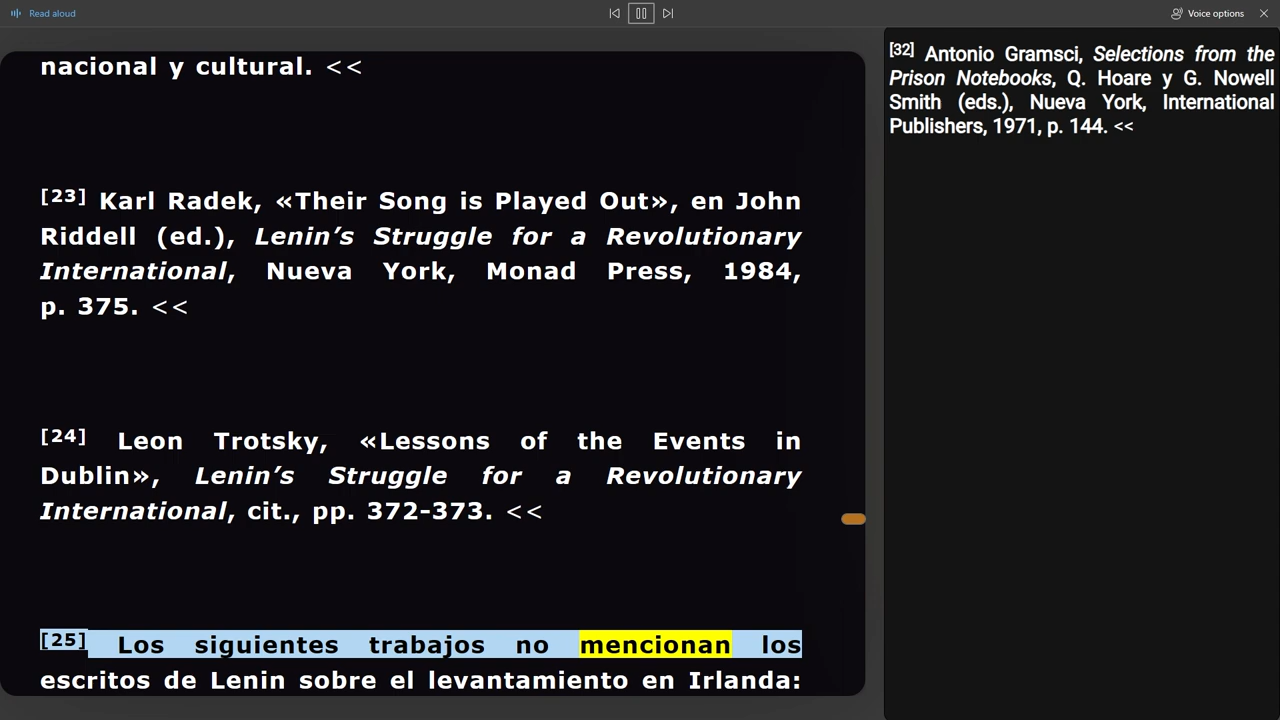 Read aloud
Voice options
nacional y cultural. <<
[23] Karl Radek, «Their Song is Played Out», en John
Riddell (ed.), Lenin’s Struggle for a Revolutionary
International, Nueva York, Monad Press, 1984,
p. 375. <<
[24] Leon Trotsky, «Lessons of the Events in
Dublin», Lenin’s Struggle for a Revolutionary
International, cit., pp. 372-373. <<
[25] Los siguientes trabajos no mencionan los
escritos de Lenin sobre el levantamiento en Irlanda:
[32] Antonio Gramsci, Selections from the
Prison Notebooks, Q. Hoare y G. Nowell
Smith (eds.), Nueva York, International
Publishers, 1971, p. 144. <<